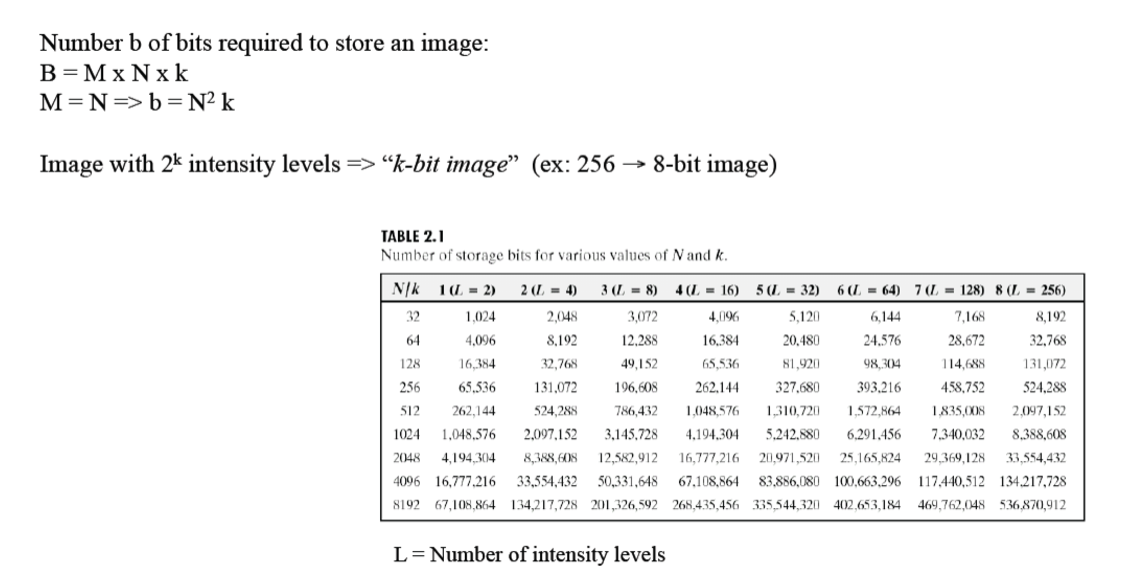 Number b of bits required to store an image:
B = M x N x k
M = N => b = N² k
Image with 2ᵏ intensity levels => “k-bit image” (ex: 256 → 8-bit image)
TABLE 2.1
Number of storage bits for various values of N and k.
N/k 1 (L = 2) 2 (L = 4) 3 (L = 8) 4 (L = 16) 5 (L = 32) 6 (L = 64) 7 (L = 128) 8 (L = 256)
32 1,024 2,048 3,072 4,096 5,120 6,144 7,168 8,192
64 4,096 8,192 12,288 16,384 20,480 24,576 28,672 32,768
128 16,384 32,768 49,152 65,536 81,920 98,304 114,688 131,072
256 65,536 131,072 196,608 262,144 327,680 393,216 458,752 524,288
512 262,144 524,288 786,432 1,048,576 1,310,720 1,572,864 1,835,008 2,097,152
1024 1,048,576 2,097,152 3,145,728 4,194,304 5,242,880 6,291,456 7,340,032 8,388,608
2048 4,194,304 8,388,608 12,582,912 16,777,216 20,971,520 25,165,824 29,369,128 33,554,432
4096 16,777,216 33,554,432 50,331,648 67,108,864 83,886,080 100,663,296 117,440,512 134,217,728
8192 67,108,864 134,217,728 201,326,592 268,435,456 335,544,320 402,653,184 469,762,048 536,870,912
L = Number of intensity levels